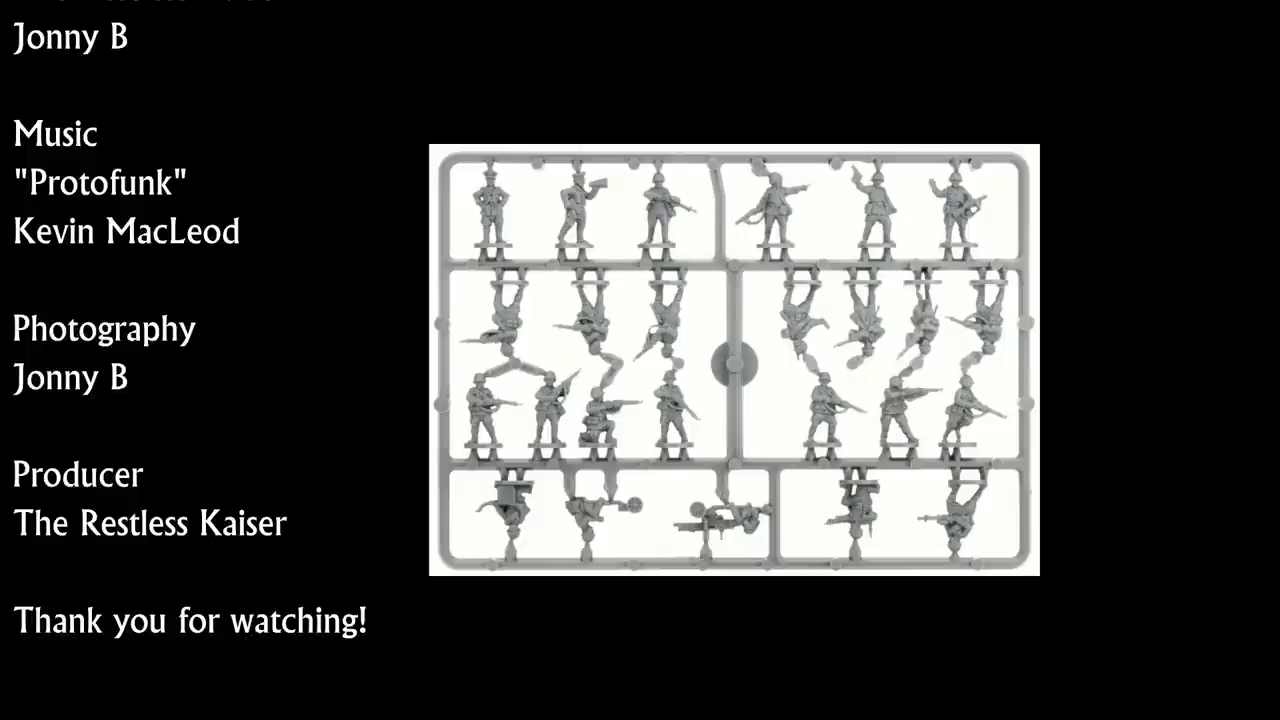 Jonny B
Music
"Protofunk"
Kevin MacLeod
Photography
Jonny B
Producer
The Restless Kaiser
Thank you for watching!